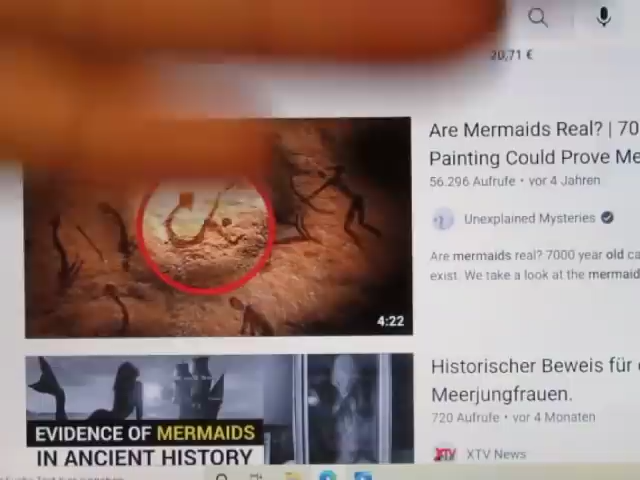 20,71 €
Are Mermaids Real? | 70
Painting Could Prove Me
56.296 Aufrufe • vor 4 Jahren
Unexplained Mysteries
Are mermaids real? 7000 year old ca
exist. We take a look at the mermaid
4:22
Historischer Beweis für
Meerjungfrauen.
720 Aufrufe • vor 4 Monaten
XTV XTV News
EVIDENCE OF MERMAIDS
IN ANCIENT HISTORY